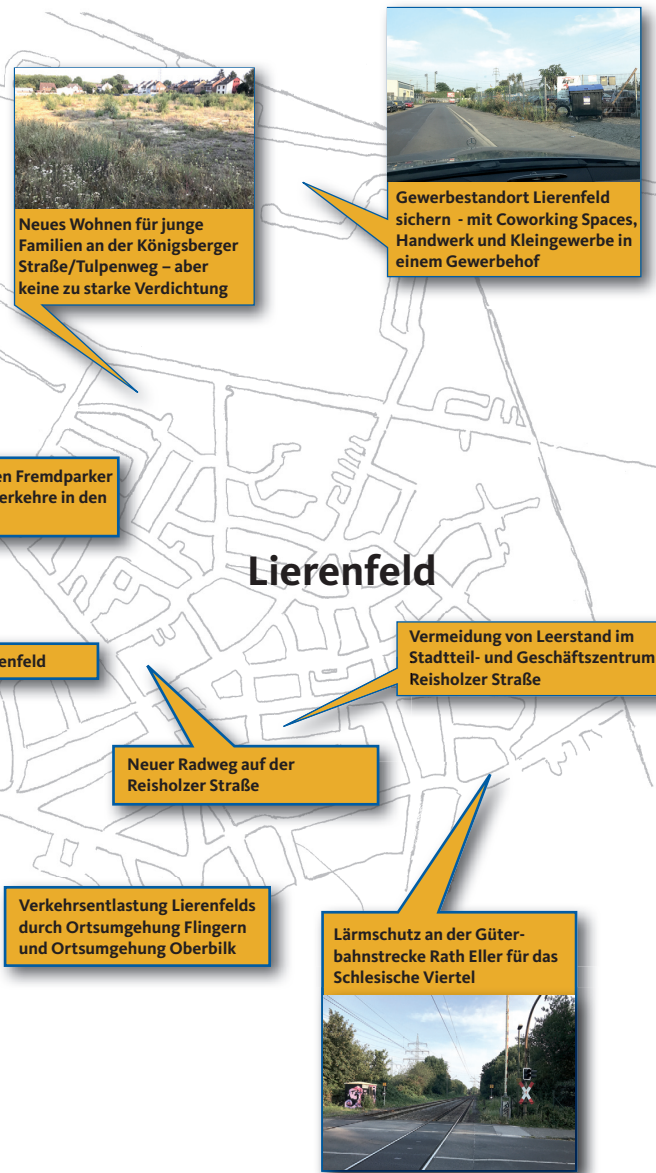 Neues Wohnen für junge
Familien an der Königsberger
Straße/Tulpenweg – aber
keine zu starke Verdichtung
Gewerbestandort Lierenfeld
sichern - mit Coworking Spaces,
Handwerk und Kleingewerbe in
einem Gewerbehof
en Fremdparker
erkehre in den
Lierenfeld
enfeld
Vermeidung von Leerstand im
Stadtteil- und Geschäftszentrum
Reisholzer Straße
Neuer Radweg auf der
Reisholzer Straße
Verkehrsentlastung Lierenfelds
durch Ortsumgehung Flingern
und Ortsumgehung Oberbilk
Lärmschutz an der Güter-
bahnstrecke Rath Eller für das
Schlesische Viertel